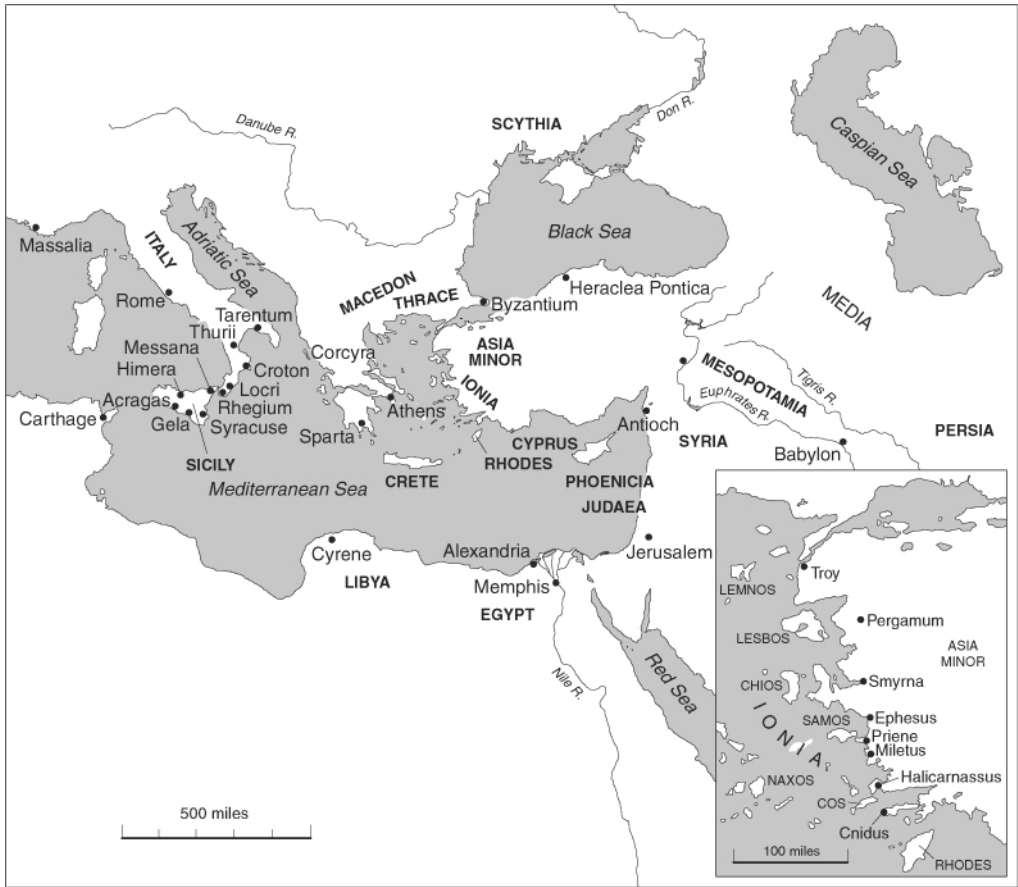 Danube R.
SCYTHIA
Don R.
Caspian Sea
Massalia
ITALY
Adriatic Sea
Black Sea
Rome
MACEDON
THRACE
Byzantium
Heraclea Pontica
MEDIA
Tarentum
Thurii
Messana
Himera
Acragas
Carthage
Gela
Croton
Locri
Rhegium
Syracuse
SICILY
Corcyra
ASIA
MINOR
IONIA
Athens
Sparta
CYPRUS
RHODES
CRETE
Mediterranean Sea
Antioch
SYRIA
MESOPOTAMIA
Tigris R.
Euphrates R.
Babylon
PERSIA
PHOENICIA
JUDAEA
Cyrene
LIBYA
Alexandria
Memphis
EGYPT
Jerusalem
Nile R.
Red Sea
500 miles
Troy
LEMNOS
Pergamum
LESBOS
ASIA
MINOR
CHIOS
Smyrna
IONIA
SAMOS
Ephesus
Priene
Miletus
NAXOS
Halicarnassus
COS
Cnidus
100 miles
RHODES